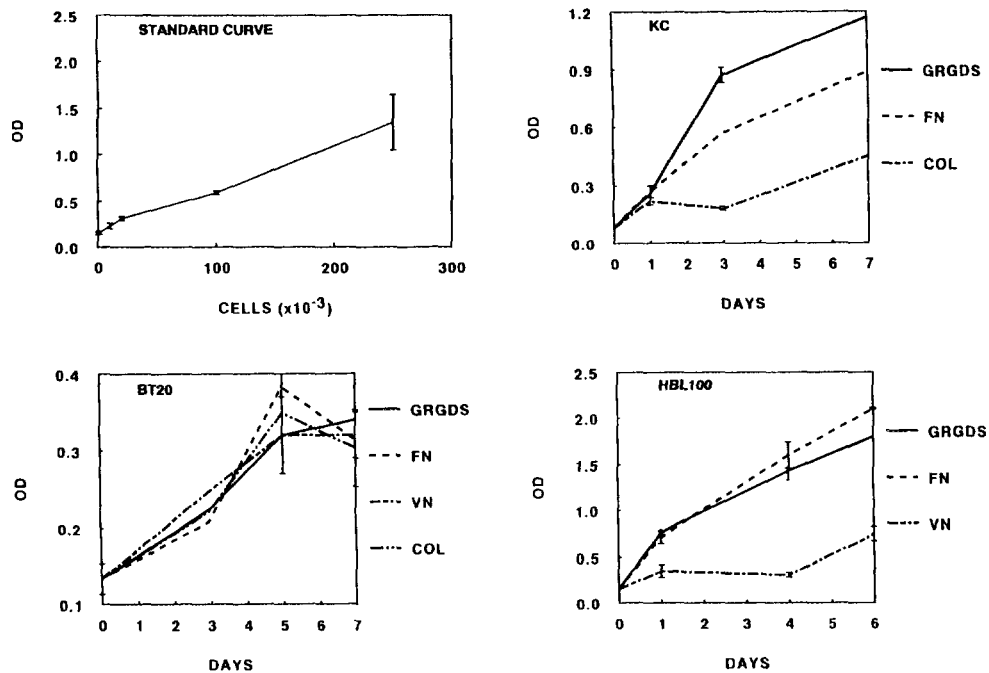 STANDARD CURVE
OD
2.5
2.0
1.5
1.0
0.5
0.0
0 100 200 300
CELLS (x10-3)
KC
OD
1.2
0.9
0.6
0.3
0.0
0 1 2 3 4 5 6 7
DAYS
GRGDS
FN
COL
BT20
OD
0.4
0.3
0.2
0.1
0 1 2 3 4 5 6 7
DAYS
GRGDS
FN
VN
COL
HBL100
OD
2.5
2.0
1.5
1.0
0.5
0.0
0 1 2 3 4 5 6
DAYS
GRGDS
FN
VN